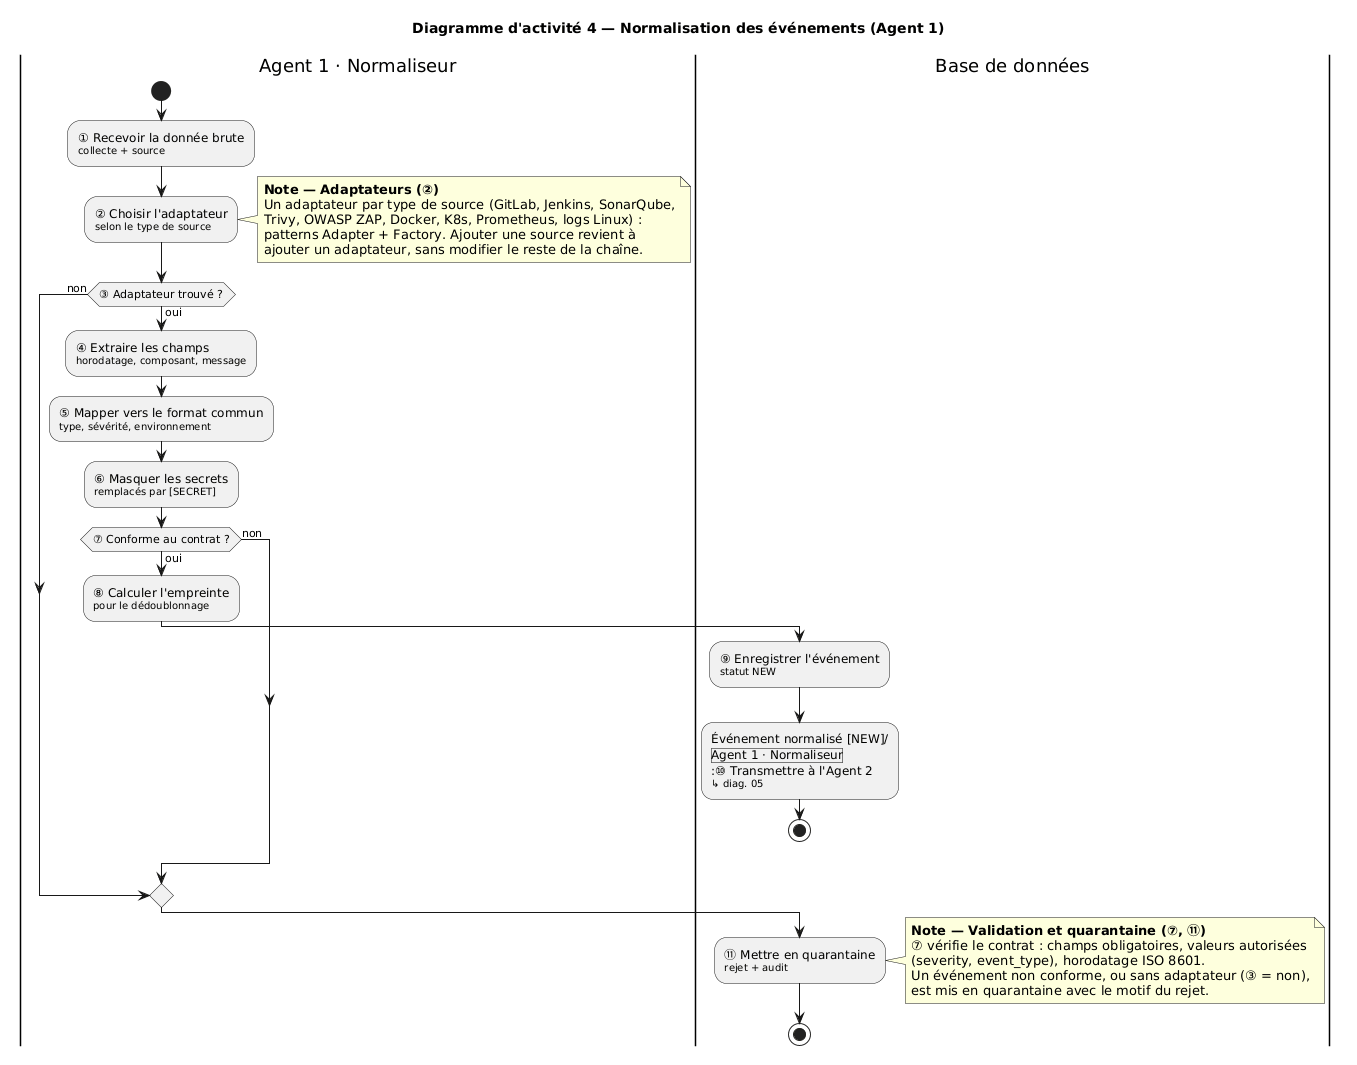 Diagramme d'activité 4 — Normalisation des événements (Agent 1)
Agent 1 · Normaliseur
Base de données
① Recevoir la donnée brute
collecte + source
② Choisir l'adaptateur
selon le type de source
Note — Adaptateurs (②)
Un adaptateur par type de source (GitLab, Jenkins, SonarQube,
Trivy, OWASP ZAP, Docker, K8s, Prometheus, logs Linux) :
patterns Adapter + Factory. Ajouter une source revient à
ajouter un adaptateur, sans modifier le reste de la chaîne.
non
③ Adaptateur trouvé ?
oui
④ Extraire les champs
horodatage, composant, message
⑤ Mapper vers le format commun
type, sévérité, environnement
⑥ Masquer les secrets
remplacés par [SECRET]
⑦ Conforme au contrat ?
non
oui
⑧ Calculer l'empreinte
pour le dédoublonnage
⑨ Enregistrer l'événement
statut NEW
Événement normalisé [NEW]/
Agent 1 · Normaliseur
:⑩ Transmettre à l'Agent 2
↳ diag. 05
⑪ Mettre en quarantaine
rejet + audit
Note — Validation et quarantaine (⑦, ⑪)
⑦ vérifie le contrat : champs obligatoires, valeurs autorisées
(severity, event_type), horodatage ISO 8601.
Un événement non conforme, ou sans adaptateur (③ = non),
est mis en quarantaine avec le motif du rejet.